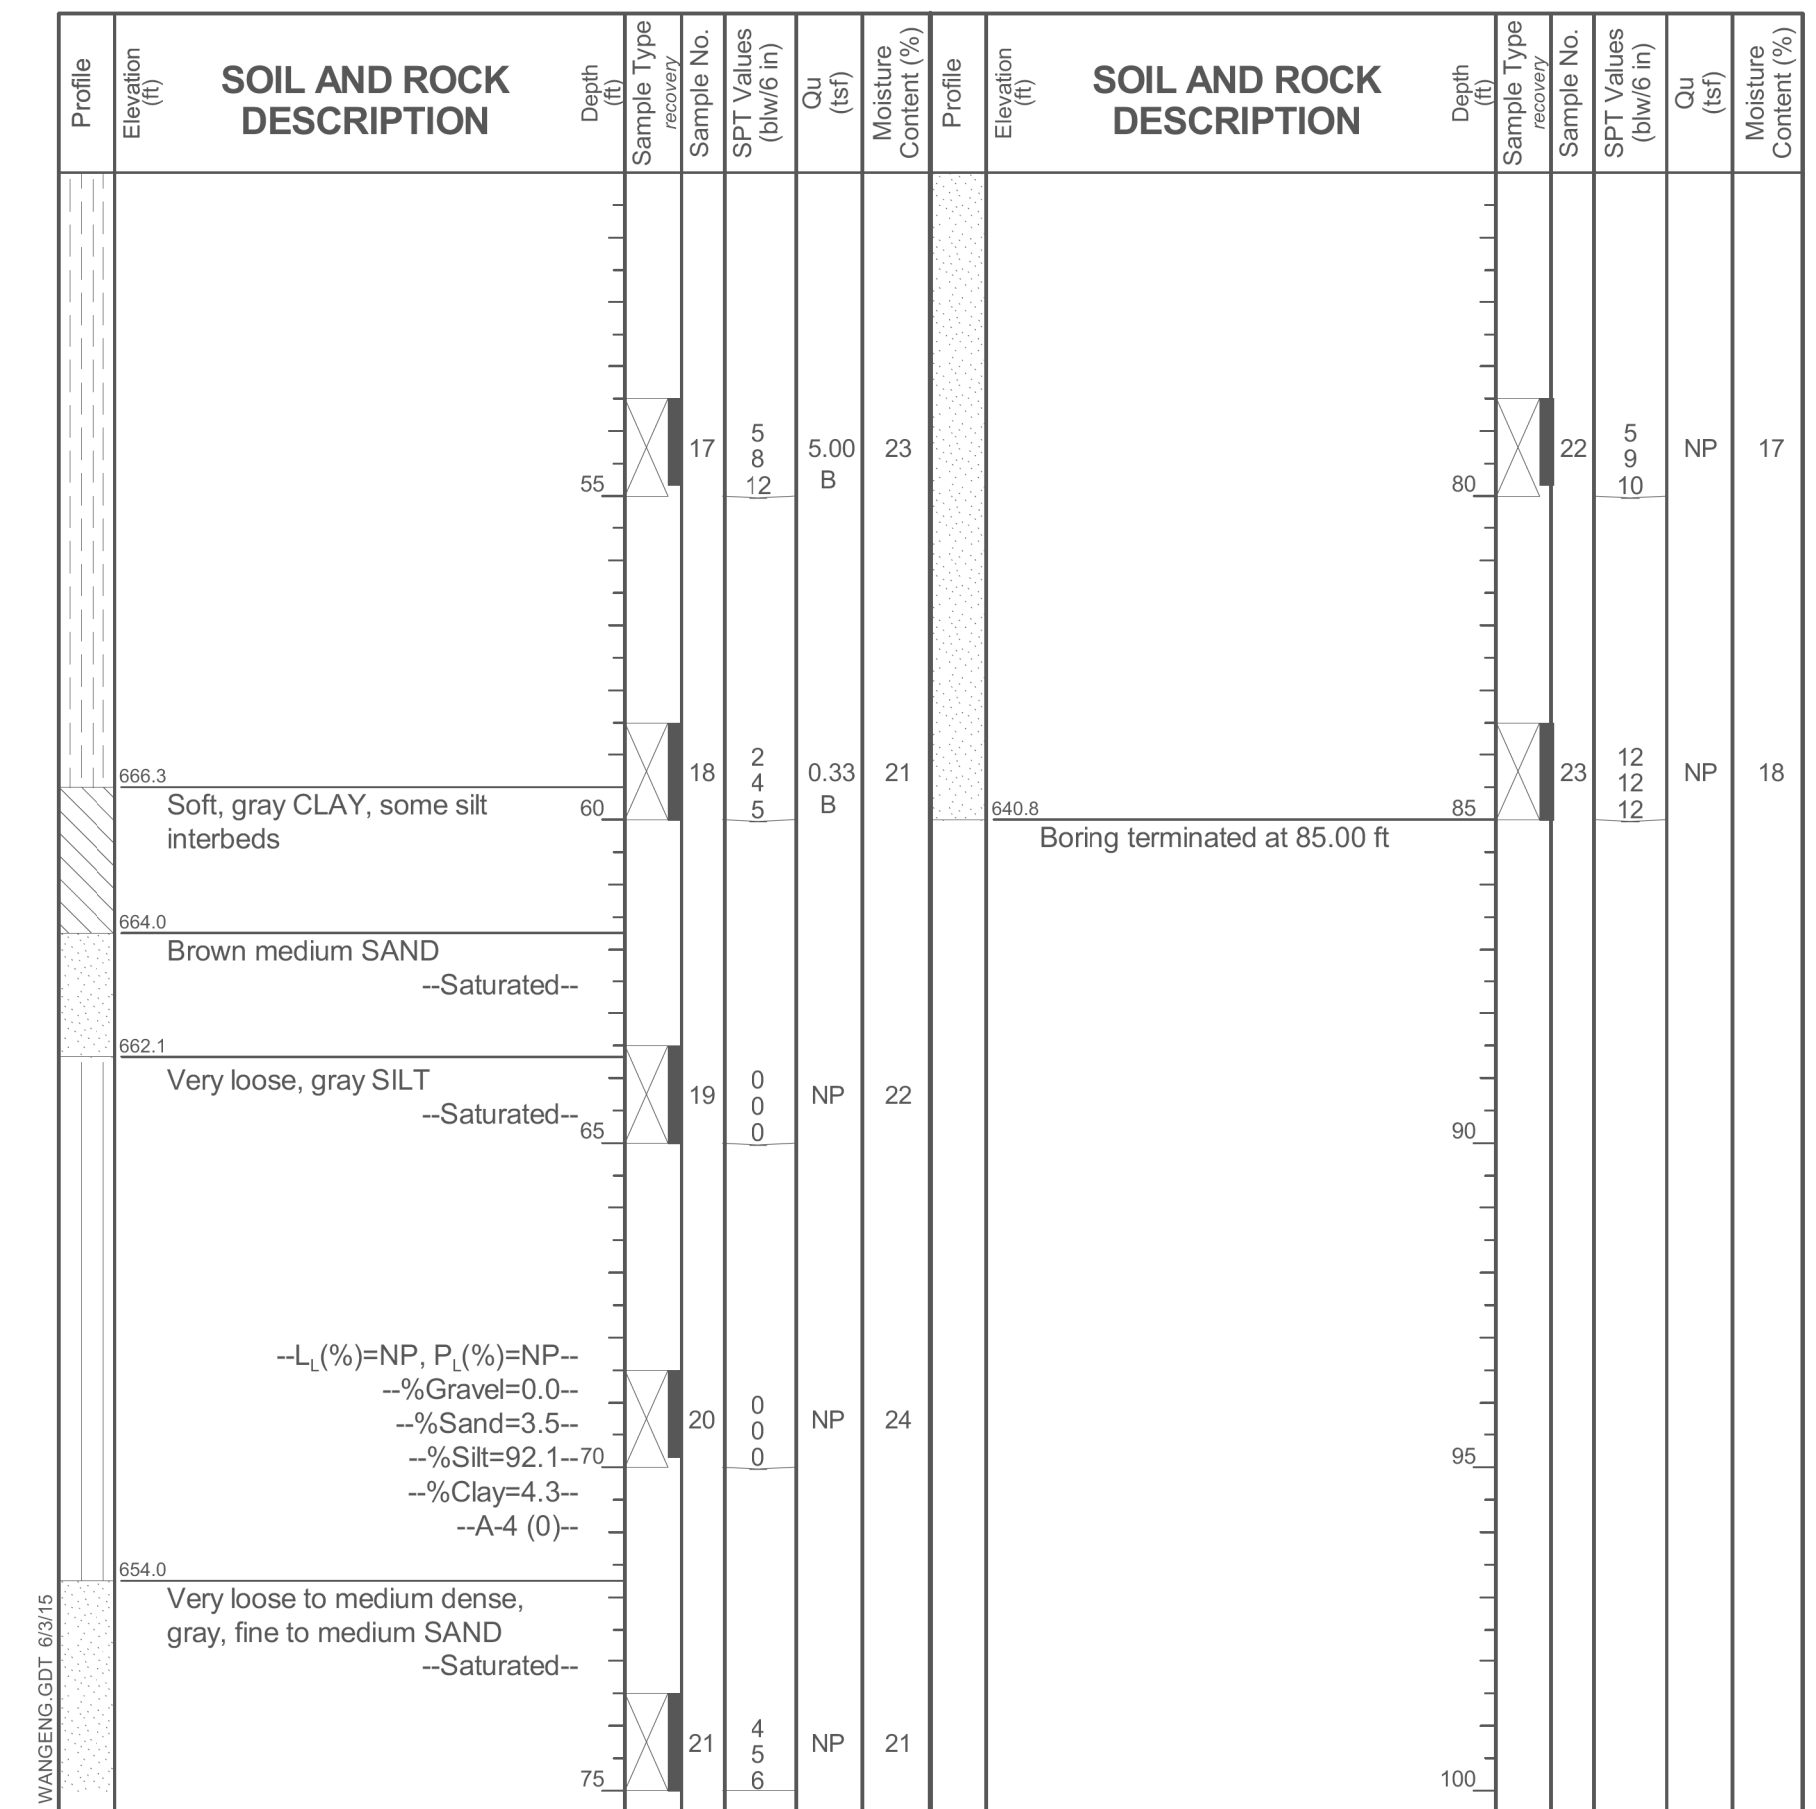 Profile
Elevation
(ft)
SOIL AND ROCK
DESCRIPTION
Depth
(ft)
Sample Type
recovery
Sample No.
SPT Values
(blw/6 in)
Qu
(tsf)
Moisture
Content (%)
Profile
Elevation
(ft)
SOIL AND ROCK
DESCRIPTION
Depth
(ft)
Sample Type
recovery
Sample No.
SPT Values
(blw/6 in)
Qu
(tsf)
Moisture
Content (%)
17
5
8
12
5.00
B
23
55
666.3
Soft, gray CLAY, some silt
interbeds
60
18
2
4
5
0.33
B
21
664.0
Brown medium SAND
--Saturated--
662.1
Very loose, gray SILT
--Saturated--
65
19
0
0
0
NP
22
--LL(%)=NP, PL(%)=NP--
--%Gravel=0.0--
--%Sand=3.5--
--%Silt=92.1--
70
--%Clay=4.3--
--A-4 (0)--
20
0
0
0
NP
24
654.0
Very loose to medium dense,
gray, fine to medium SAND
--Saturated--
75
21
4
5
6
NP
21
22
5
9
10
NP
17
80
640.8
85
23
12
12
12
NP
18
Boring terminated at 85.00 ft
90
95
100
WANGENG.GDT 6/3/15